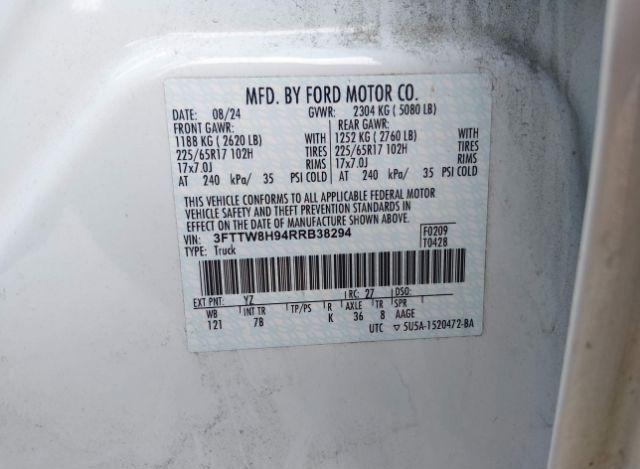 MFD. BY FORD MOTOR CO.
DATE: 08/24 GVWR: 2304 KG ( 5080 LB)
FRONT GAWR: REAR GAWR:
1188 KG ( 2620 LB) WITH 1252 KG ( 2760 LB) WITH
225/65R17 102H TIRES 225/65R17 102H TIRES
17x7.0J RIMS 17x7.0J RIMS
AT 240 kPa/ 35 PSI COLD AT 240 kPa/ 35 PSI COLD
THIS VEHICLE CONFORMS TO ALL APPLICABLE FEDERAL MOTOR
VEHICLE SAFETY AND THEFT PREVENTION STANDARDS IN
EFFECT ON THE DATE OF MANUFACTURE SHOWN ABOVE.
VIN: 3FTTW8H94RRB38294 F0209
TYPE: Truck T0428
EXT PNT: YZ RC: 27 DSO:
WB INT TR TP/PS R AXLE TR SPR
121 7B K 36 8 AAGE
UTC ▽ 5U5A-1520472-BA